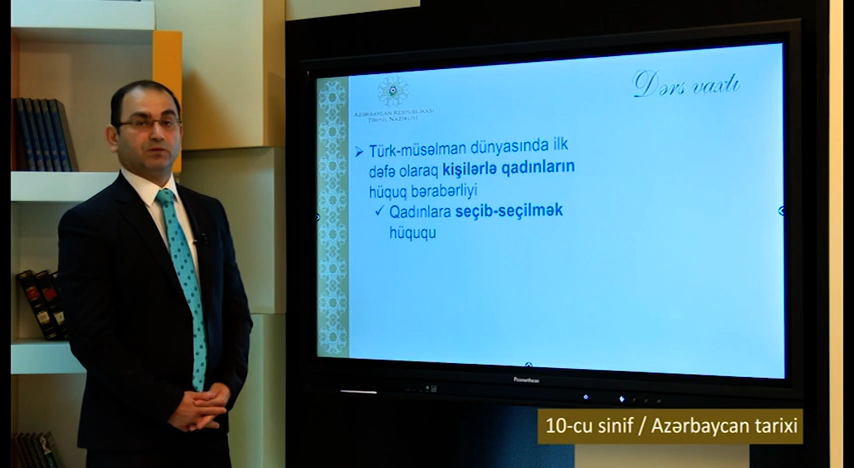 Dərs vaxtı
AZƏRBAYCAN RESPUBLİKASI
TƏHSİL NAZİRLİYİ
Türk-müsəlman dünyasında ilk
dəfə olaraq kişilərlə qadınların
hüquq bərabərliyi
✓ Qadınlara seçib-seçilmək
hüququ
Promethean
10-cu sinif / Azərbaycan tarixi